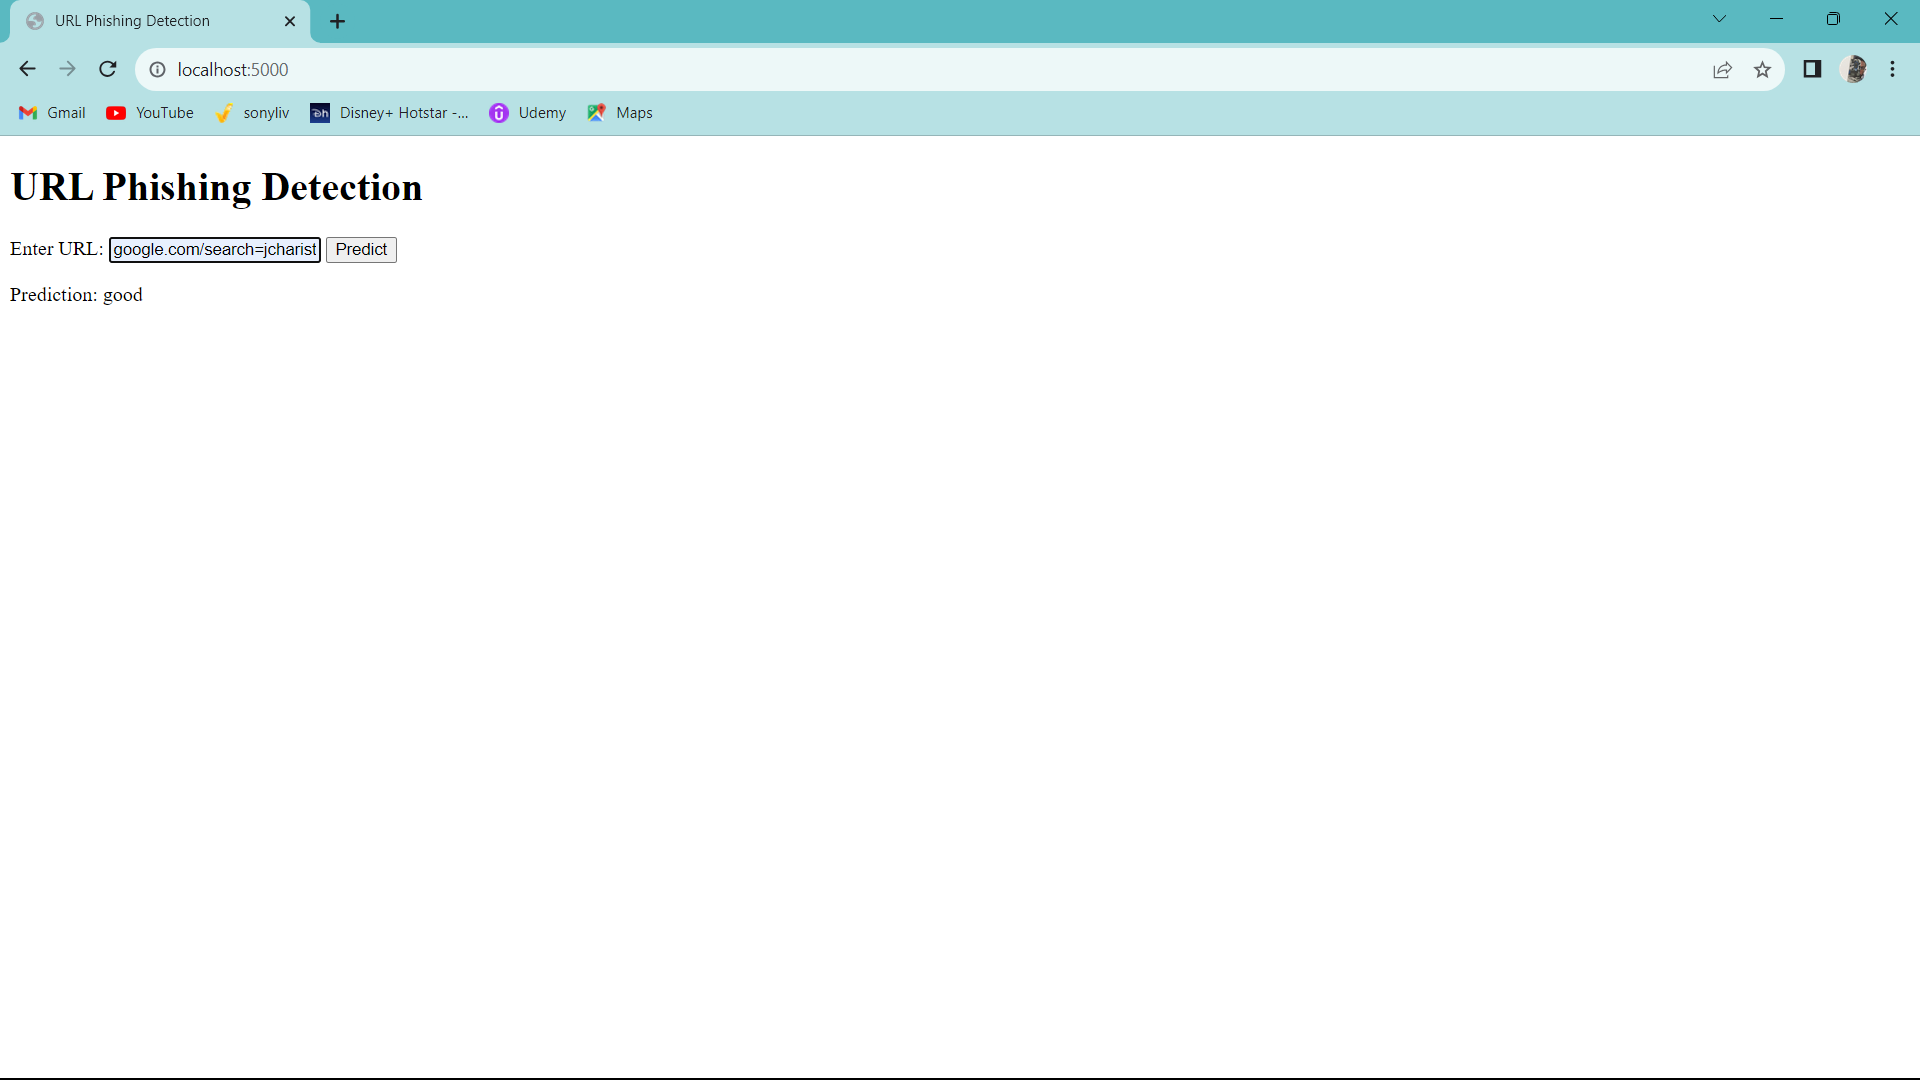 URL Phishing Detection
localhost:5000
Gmail YouTube sonyliv Disney+ Hotstar -... Udemy Maps
URL Phishing Detection
Enter URL: google.com/search=jcharist Predict
Prediction: good